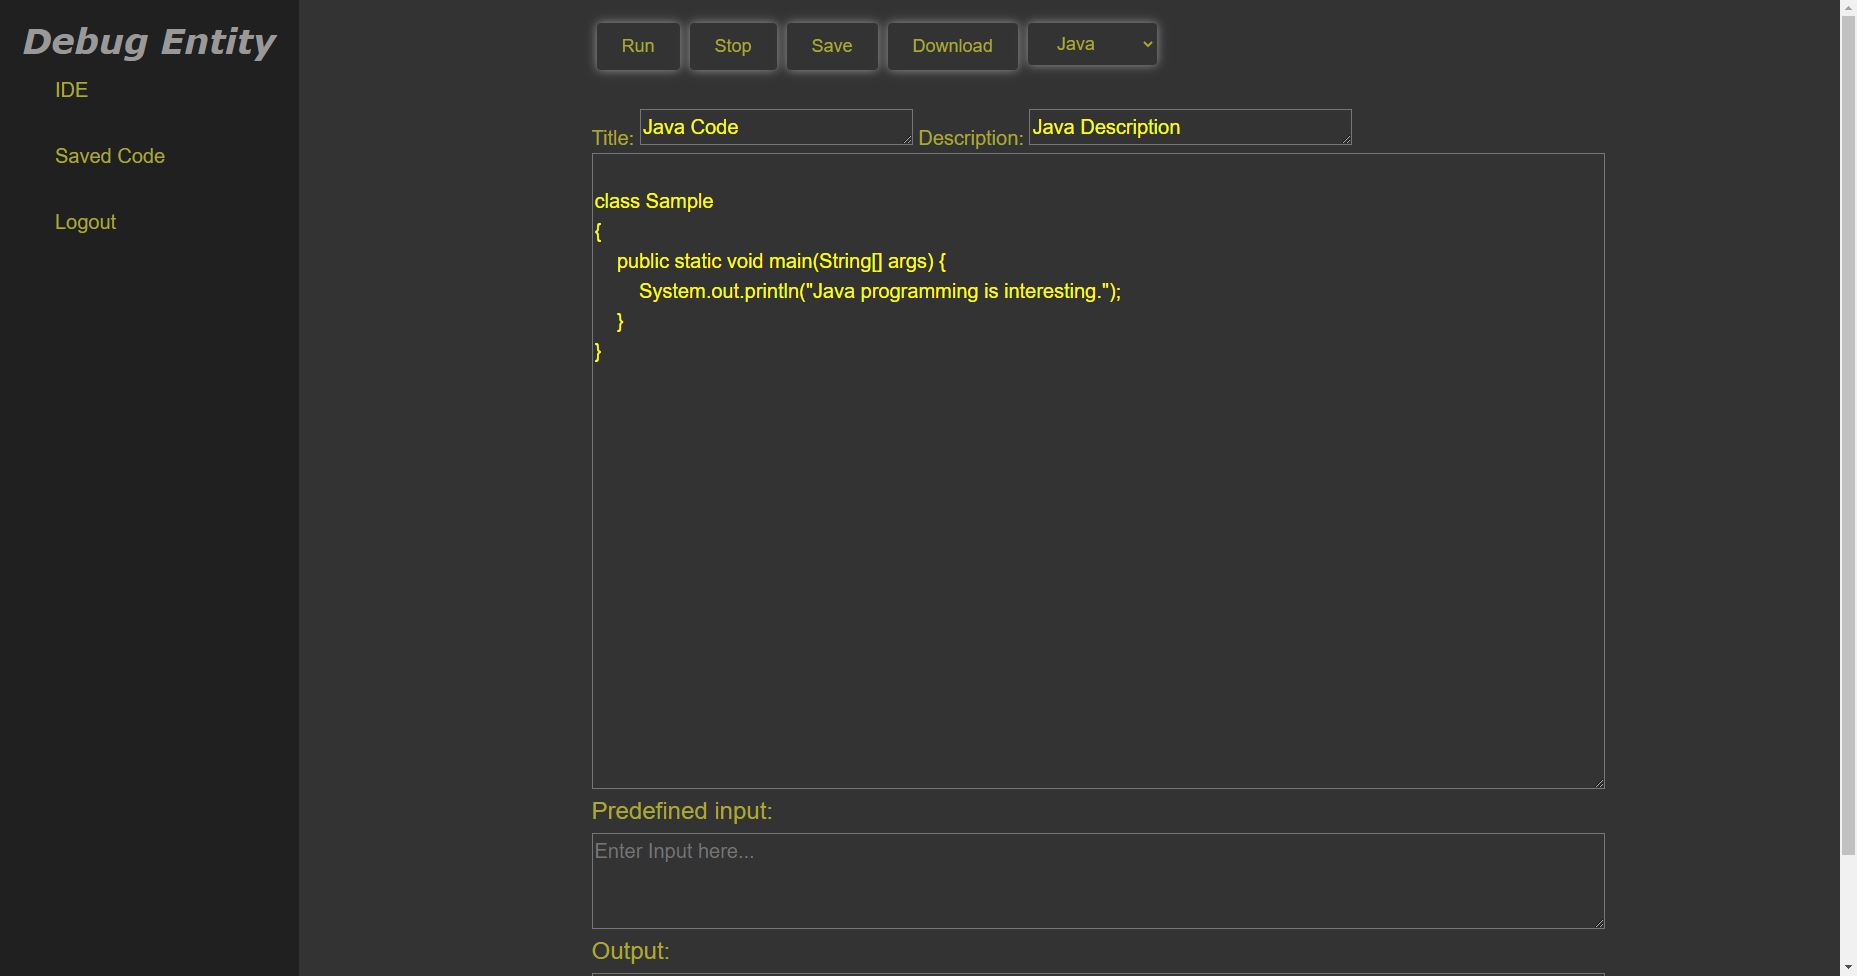 Debug Entity
IDE
Saved Code
Logout
Run Stop Save Download Java
Title: Java Code Description: Java Description
class Sample
{
    public static void main(String[] args) {
        System.out.println("Java programming is interesting.");
    }
}
Predefined input:
Enter Input here...
Output: